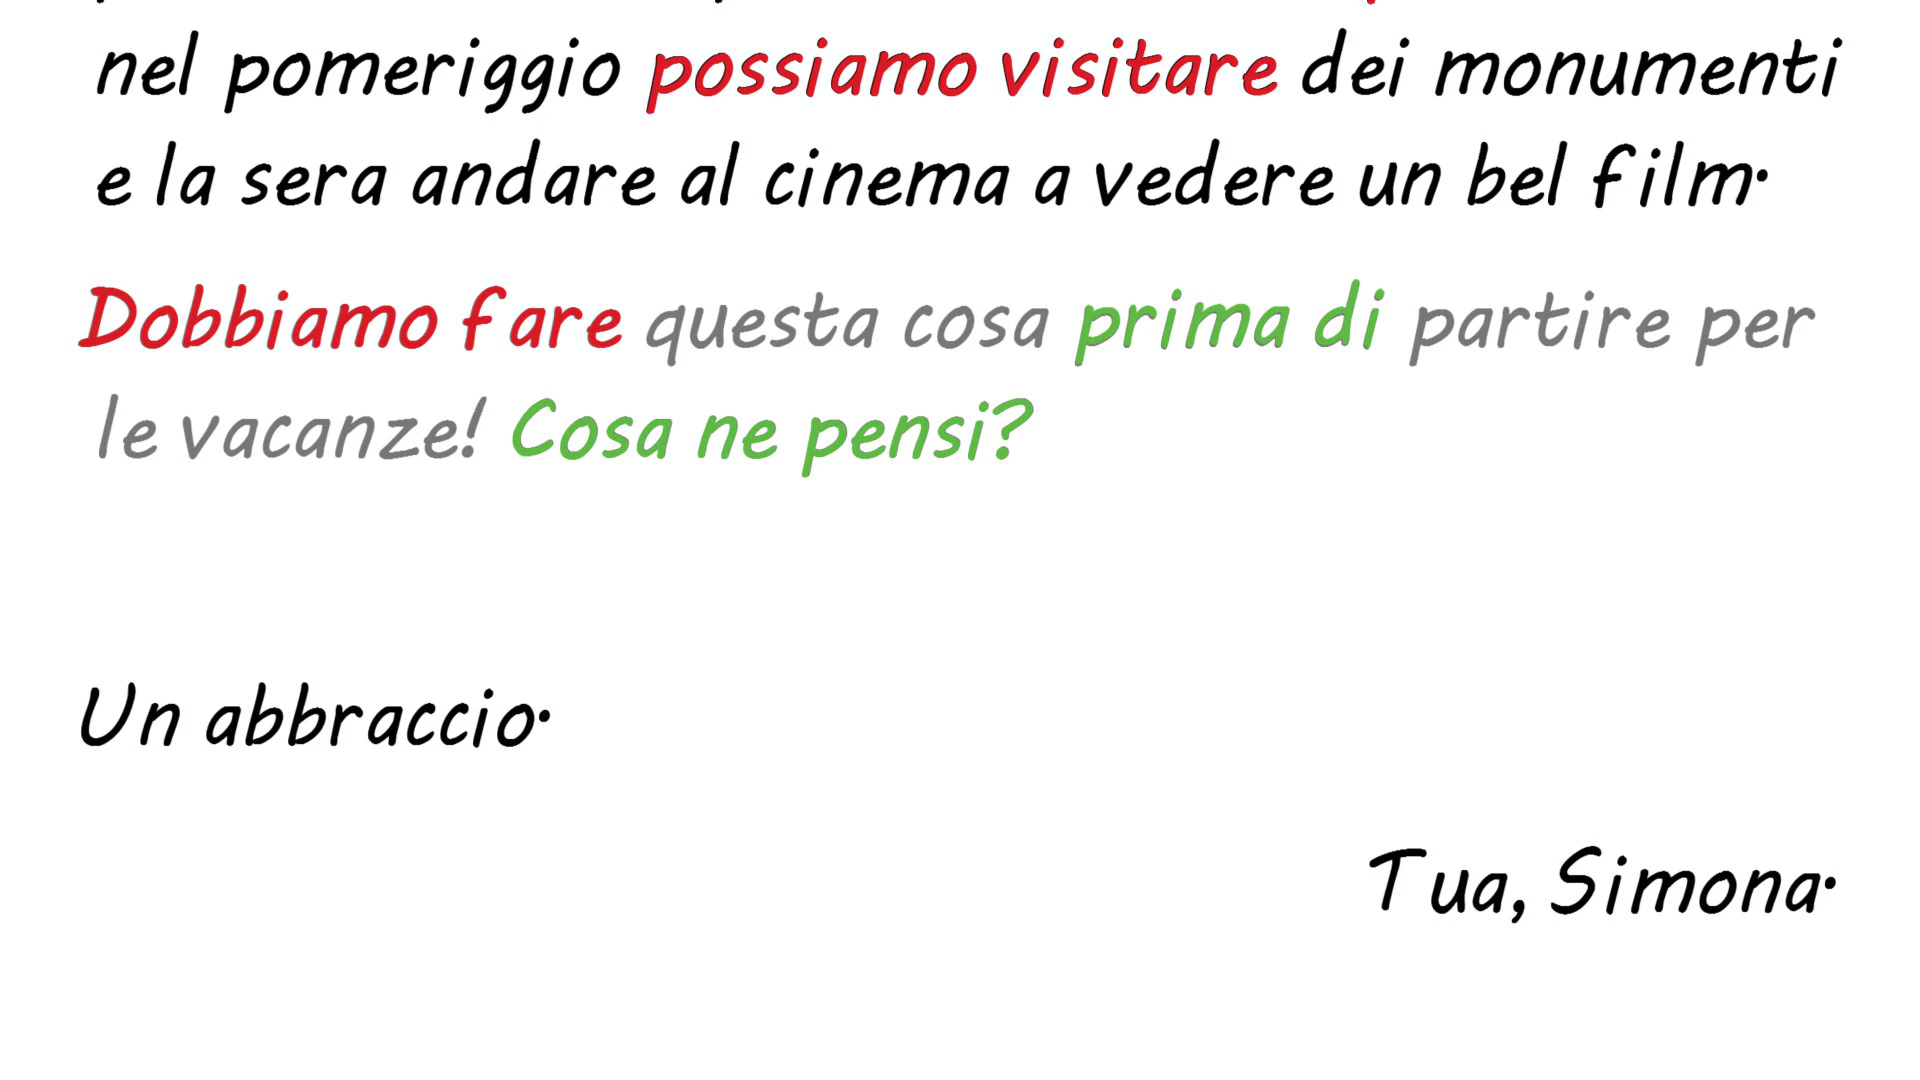 nel pomeriggio possiamo visitare dei monumenti
e la sera andare al cinema a vedere un bel film.
Dobbiamo fare questa cosa prima di partire per
le vacanze! Cosa ne pensi?
Un abbraccio.
Tua, Simona.